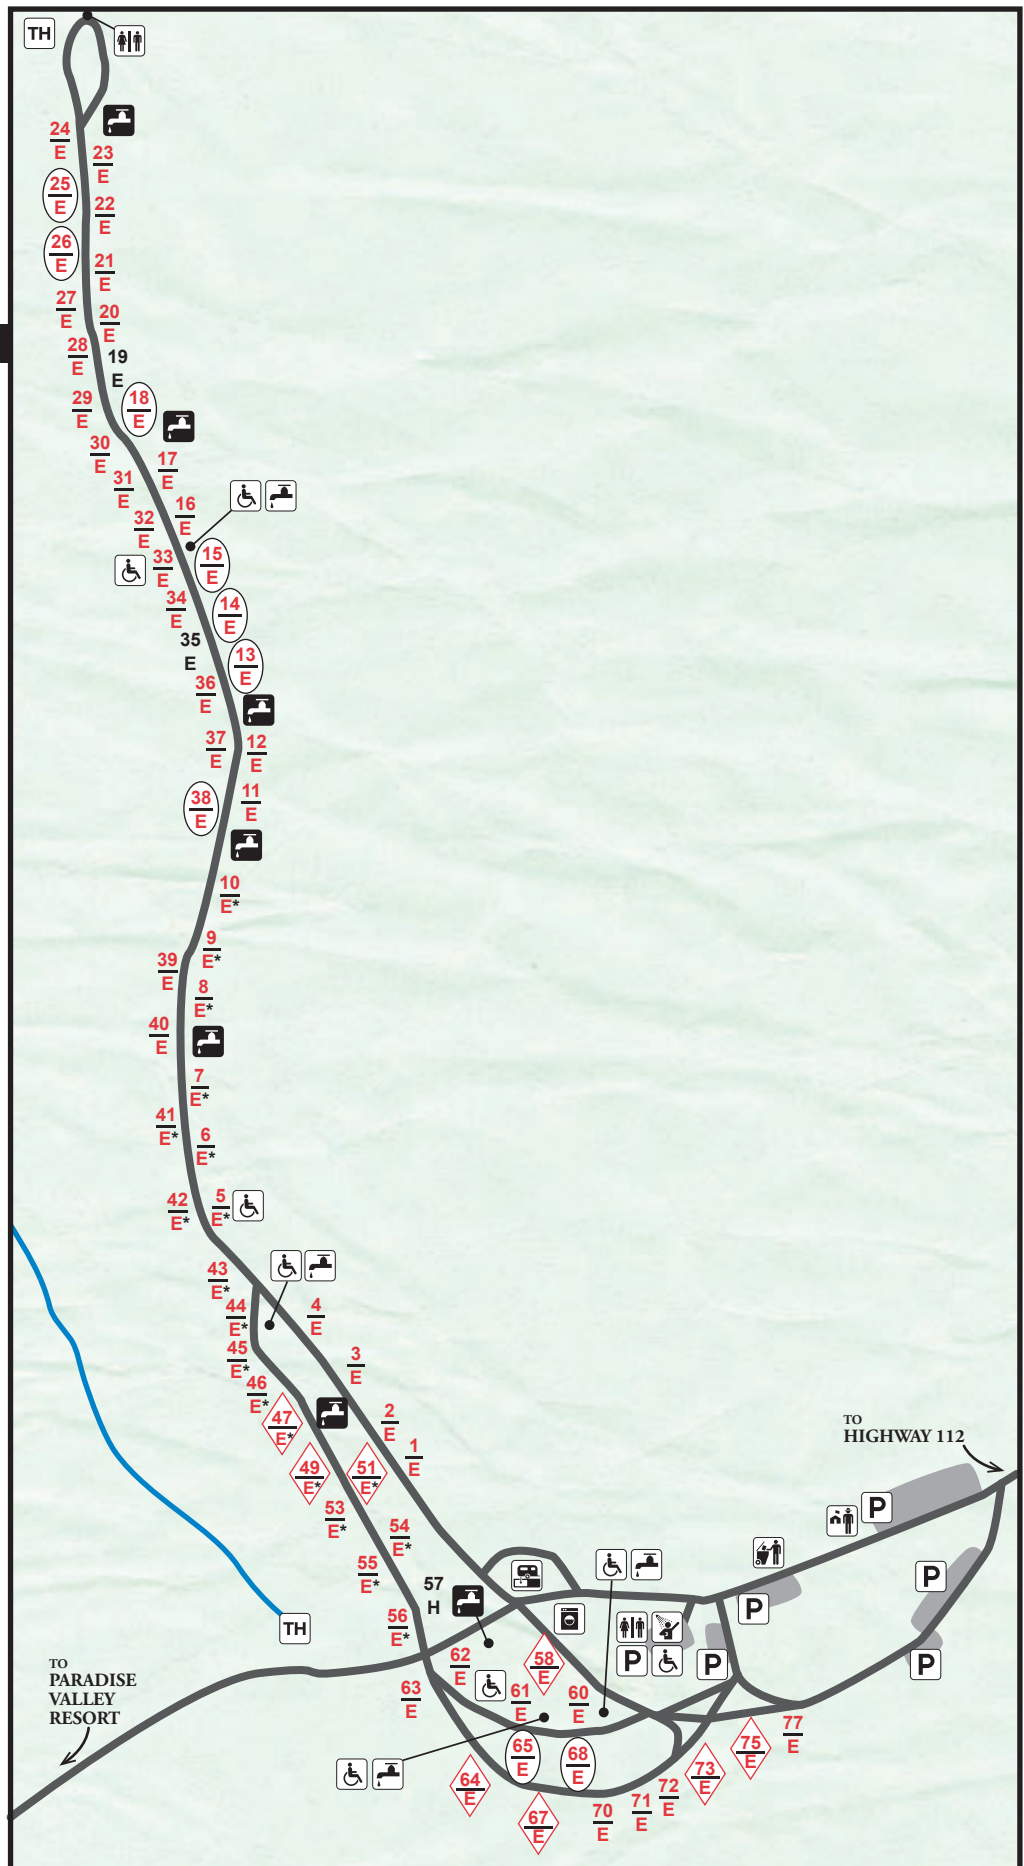 TH
24
E
23
E
25
E
22
E
26
E
21
E
27
E
20
E
28
E
19
E
29
E
18
E
30
E
17
E
31
E
16
E
32
E
33
E
15
E
34
E
14
E
35
E
13
E
36
E
37
E
12
E
38
E
11
E
10
E*
9
E*
39
E
8
E*
40
E
7
E*
41
E*
6
E*
42
E*
5
E*
43
E*
44
E*
4
E
45
E*
3
E
46
E*
47
E*
2
E
1
E
49
E*
51
E*
53
E*
54
E*
55
E*
57
H
56
E*
TO
HIGHWAY 112
P
P
P
P
P
P
TH
TO
PARADISE
VALLEY
RESORT
62
E
58
E
63
E
61
E
60
E
65
E
68
E
64
E
67
E
70
E
71
E
72
E
73
E
75
E
77
E